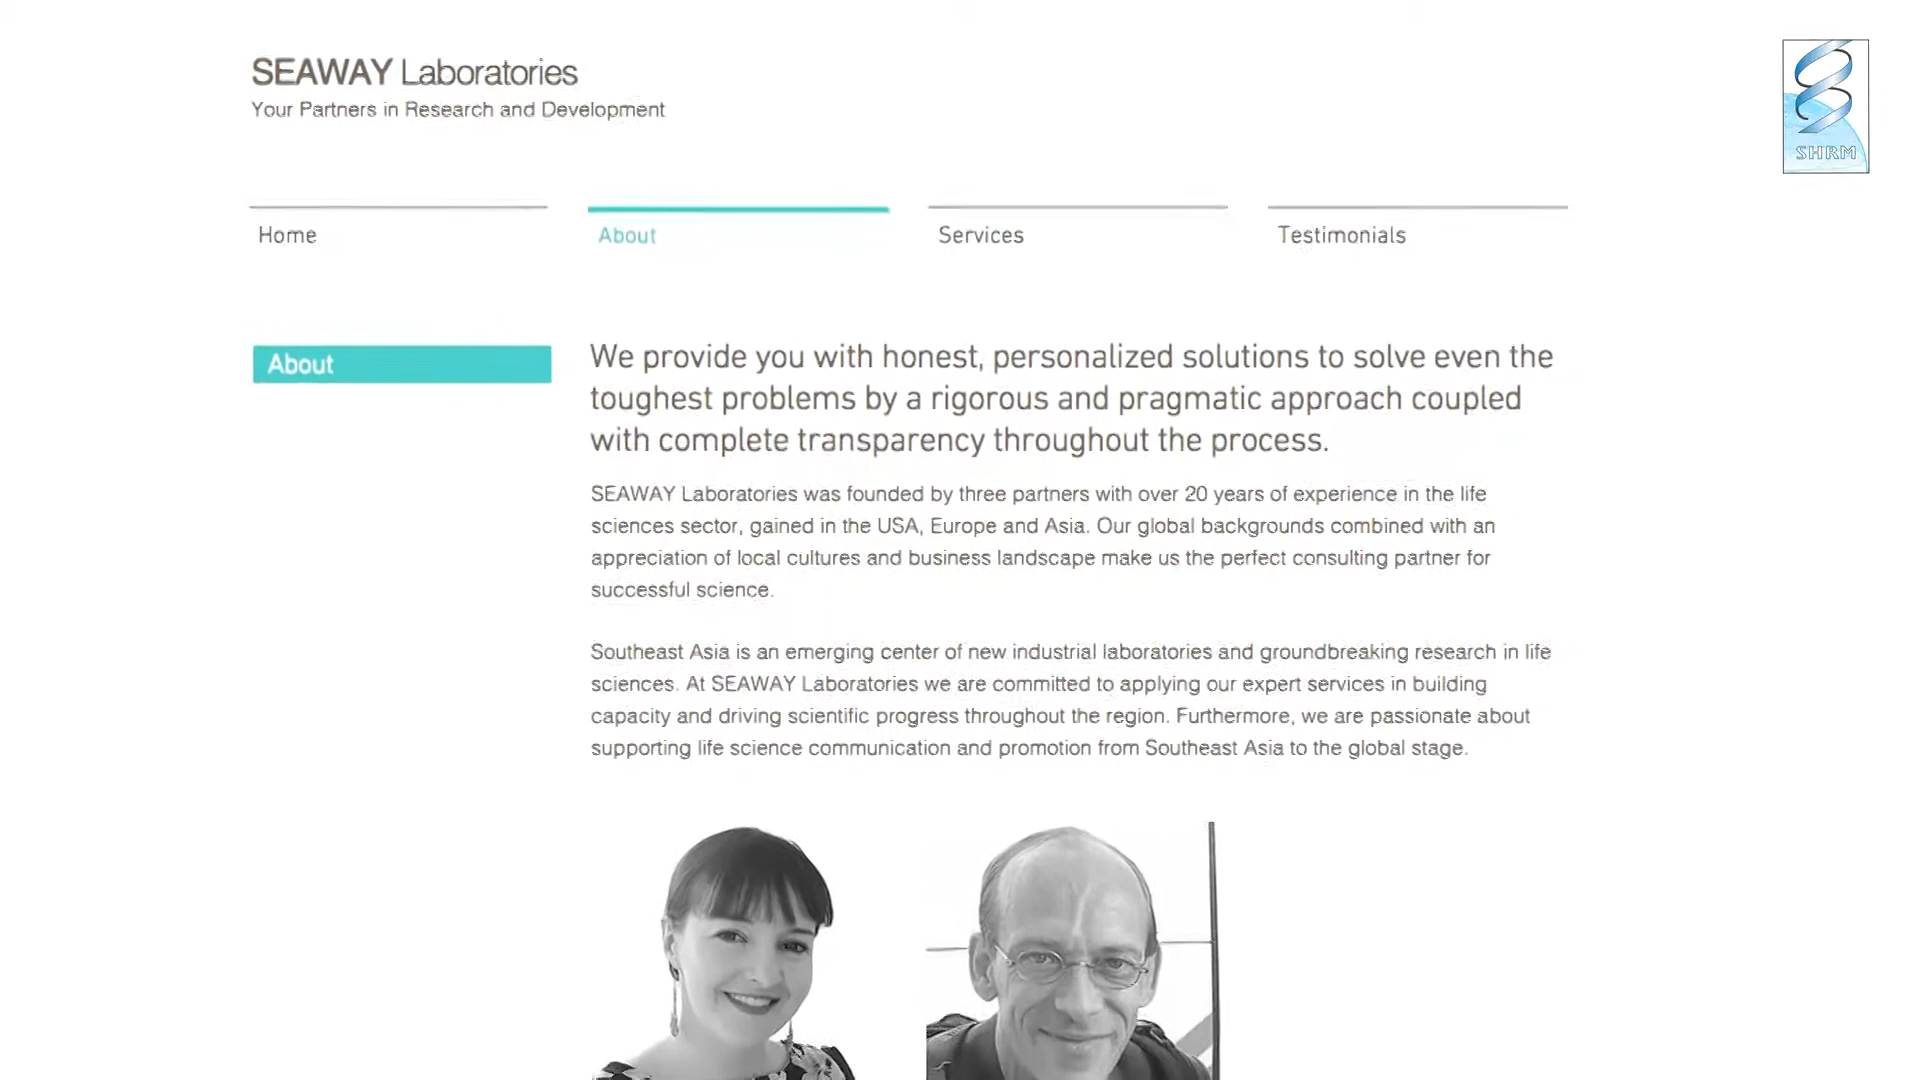 SEAWAY Laboratories
Your Partners in Research and Development
SHRM
Home
About
Services
Testimonials
About
We provide you with honest, personalized solutions to solve even the
toughest problems by a rigorous and pragmatic approach coupled
with complete transparency throughout the process.
SEAWAY Laboratories was founded by three partners with over 20 years of experience in the life
sciences sector, gained in the USA, Europe and Asia. Our global backgrounds combined with an
appreciation of local cultures and business landscape make us the perfect consulting partner for
successful science.
Southeast Asia is an emerging center of new industrial laboratories and groundbreaking research in life
sciences. At SEAWAY Laboratories we are committed to applying our expert services in building
capacity and driving scientific progress throughout the region. Furthermore, we are passionate about
supporting life science communication and promotion from Southeast Asia to the global stage.